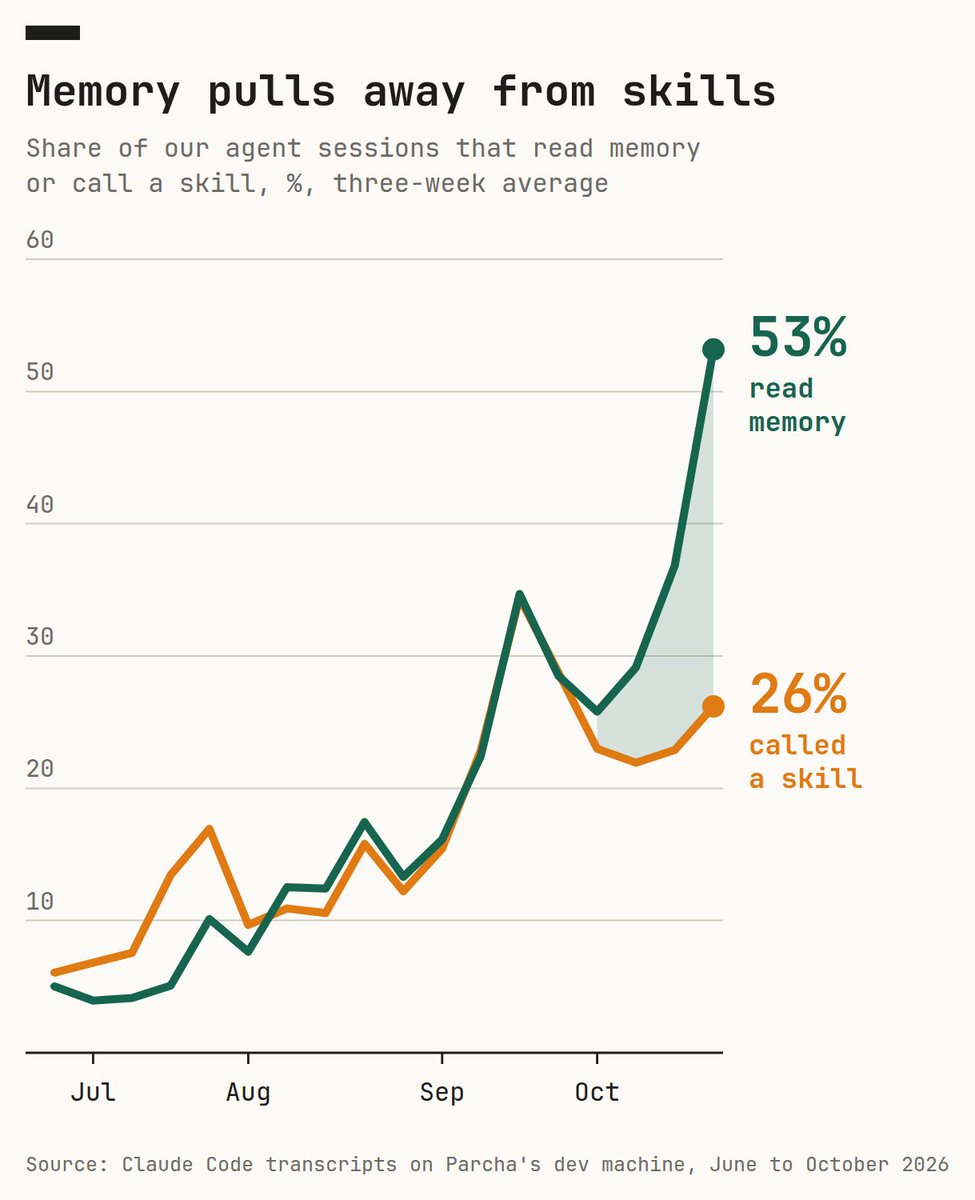 Memory pulls away from skills
Share of our agent sessions that read memory
or call a skill, %, three-week average
60
50
40
30
20
10
53%
read
memory
26%
called
a skill
Jul Aug Sep Oct
Source: Claude Code transcripts on Parcha's dev machine, June to October 2026